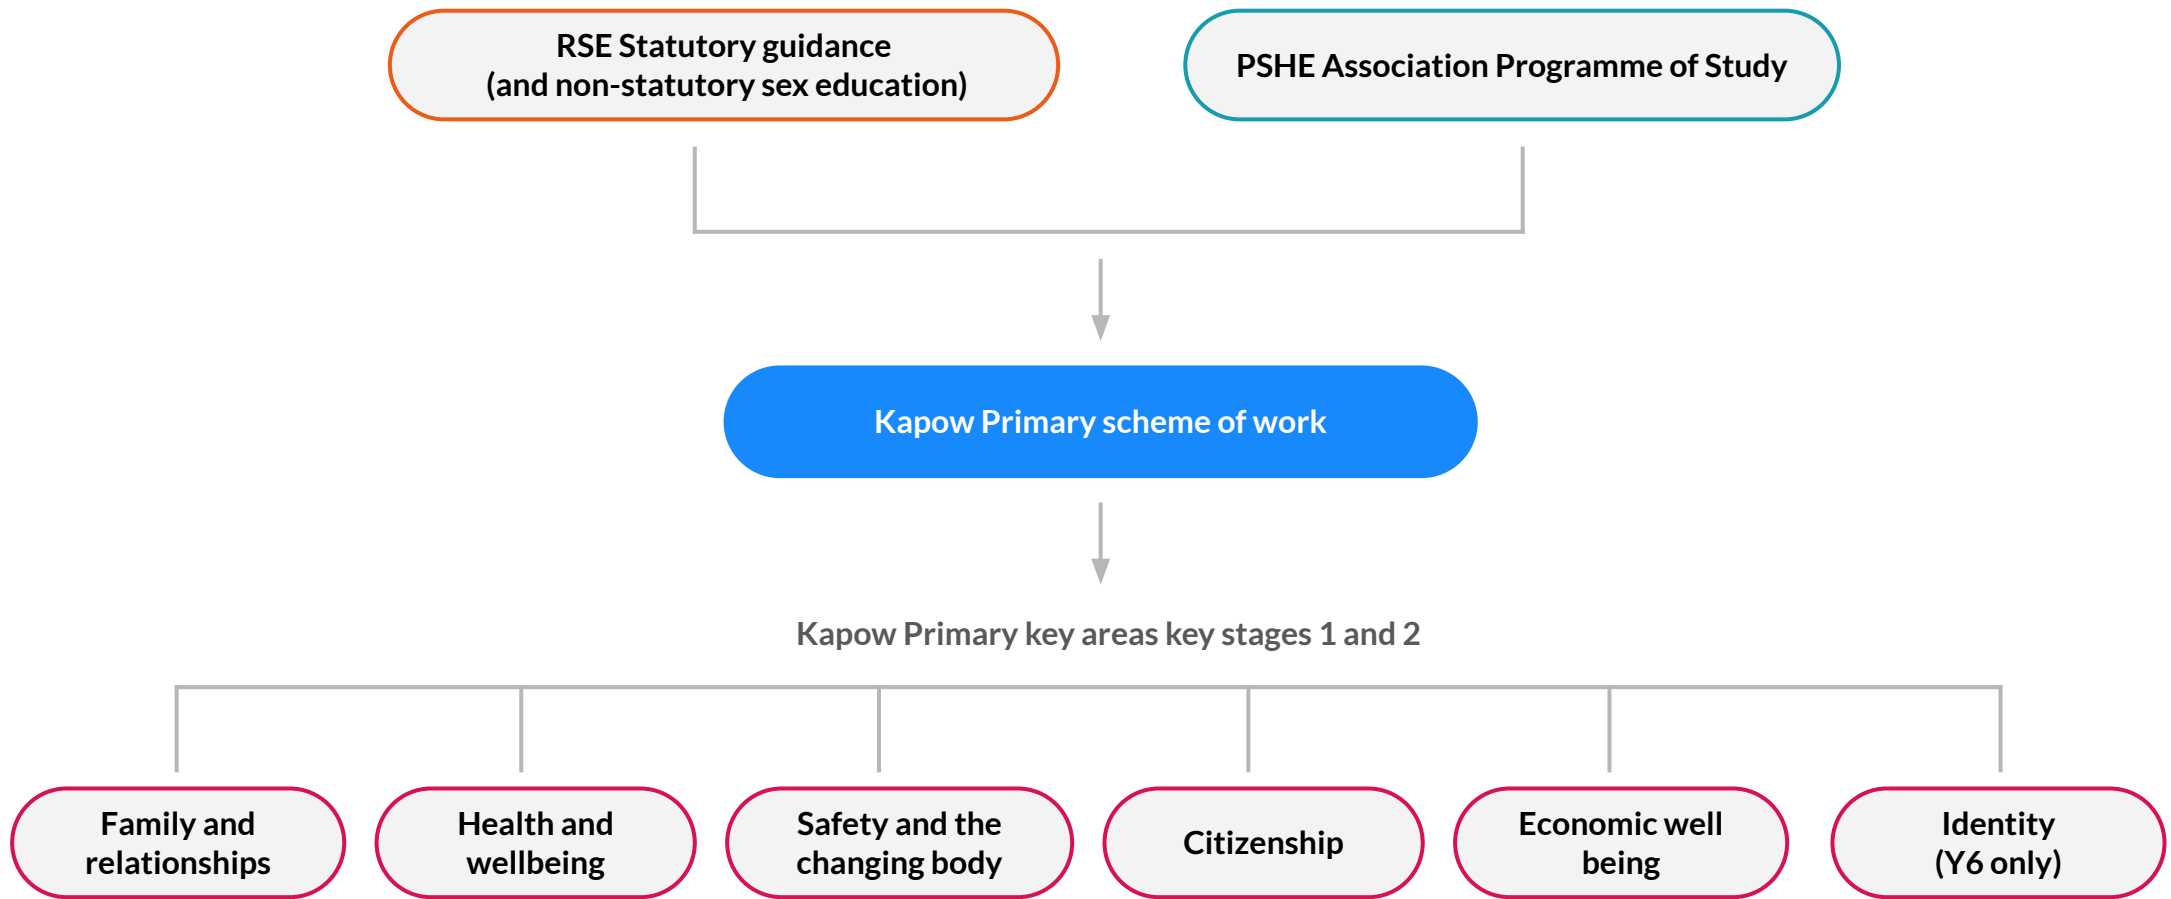 RSE Statutory guidance
(and non-statutory sex education)
PSHE Association Programme of Study
Kapow Primary scheme of work
Kapow Primary key areas key stages 1 and 2
Family and
relationships
Health and
wellbeing
Safety and the
changing body
Citizenship
Economic well
being
Identity
(Y6 only)